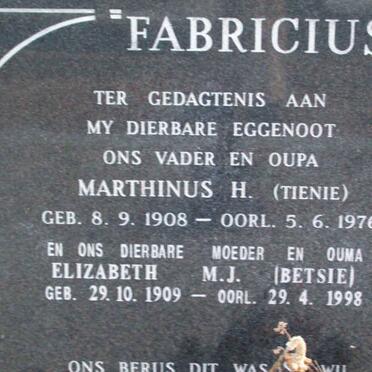 FABRICIUS
TER GEDAGTENIS AAN
MY DIERBARE EGGENOOT
ONS VADER EN OUPA
MARTHINUS H. (TIENIE)
GEB. 8. 9. 1908 — OORL. 5. 6. 1976
EN ONS DIERBARE MOEDER EN OUMA
ELIZABETH M.J. (BETSIE)
GEB. 29. 10. 1909 — OORL. 29. 4. 1998
ONS BERUS DIT WAS WIL